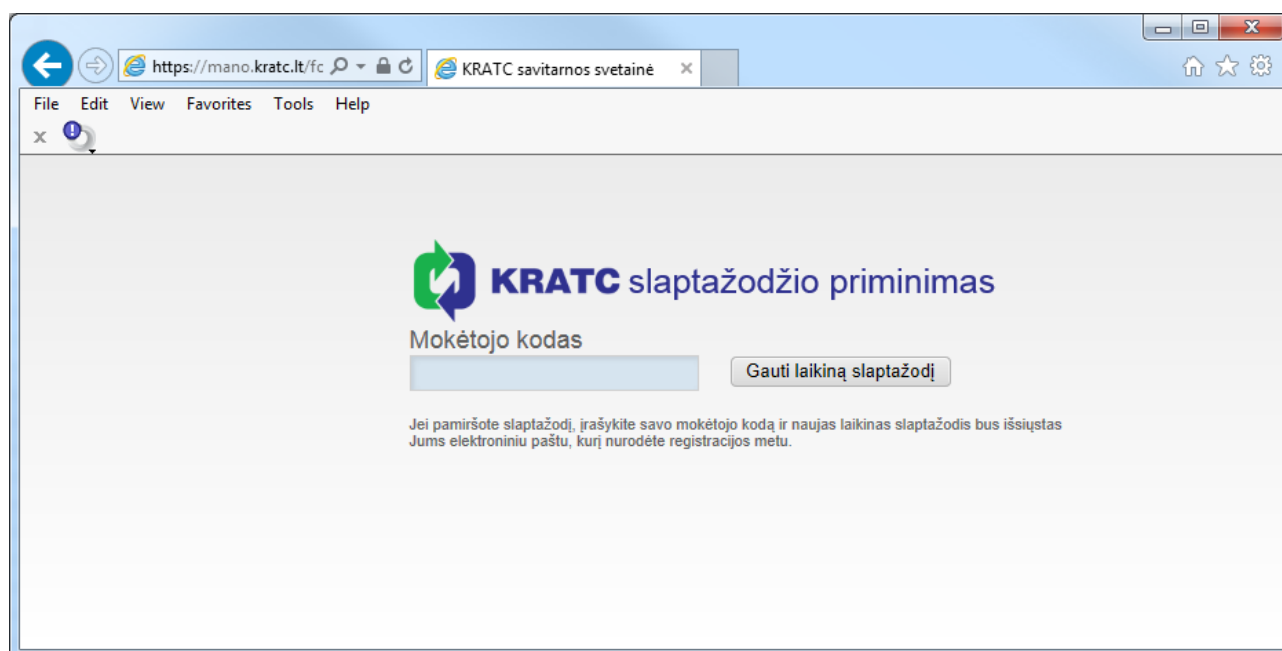 https://mano.kratc.lt/fc
KRATC savitarnos svetainė
File Edit View Favorites Tools Help
KRATC slaptažodžio priminimas
Mokėtojo kodas
Gauti laikiną slaptažodį
Jei pamiršote slaptažodį, įrašykite savo mokėtojo kodą ir naujas laikinas slaptažodis bus išsiųstas
Jums elektroniniu paštu, kurį nurodėte registracijos metu.